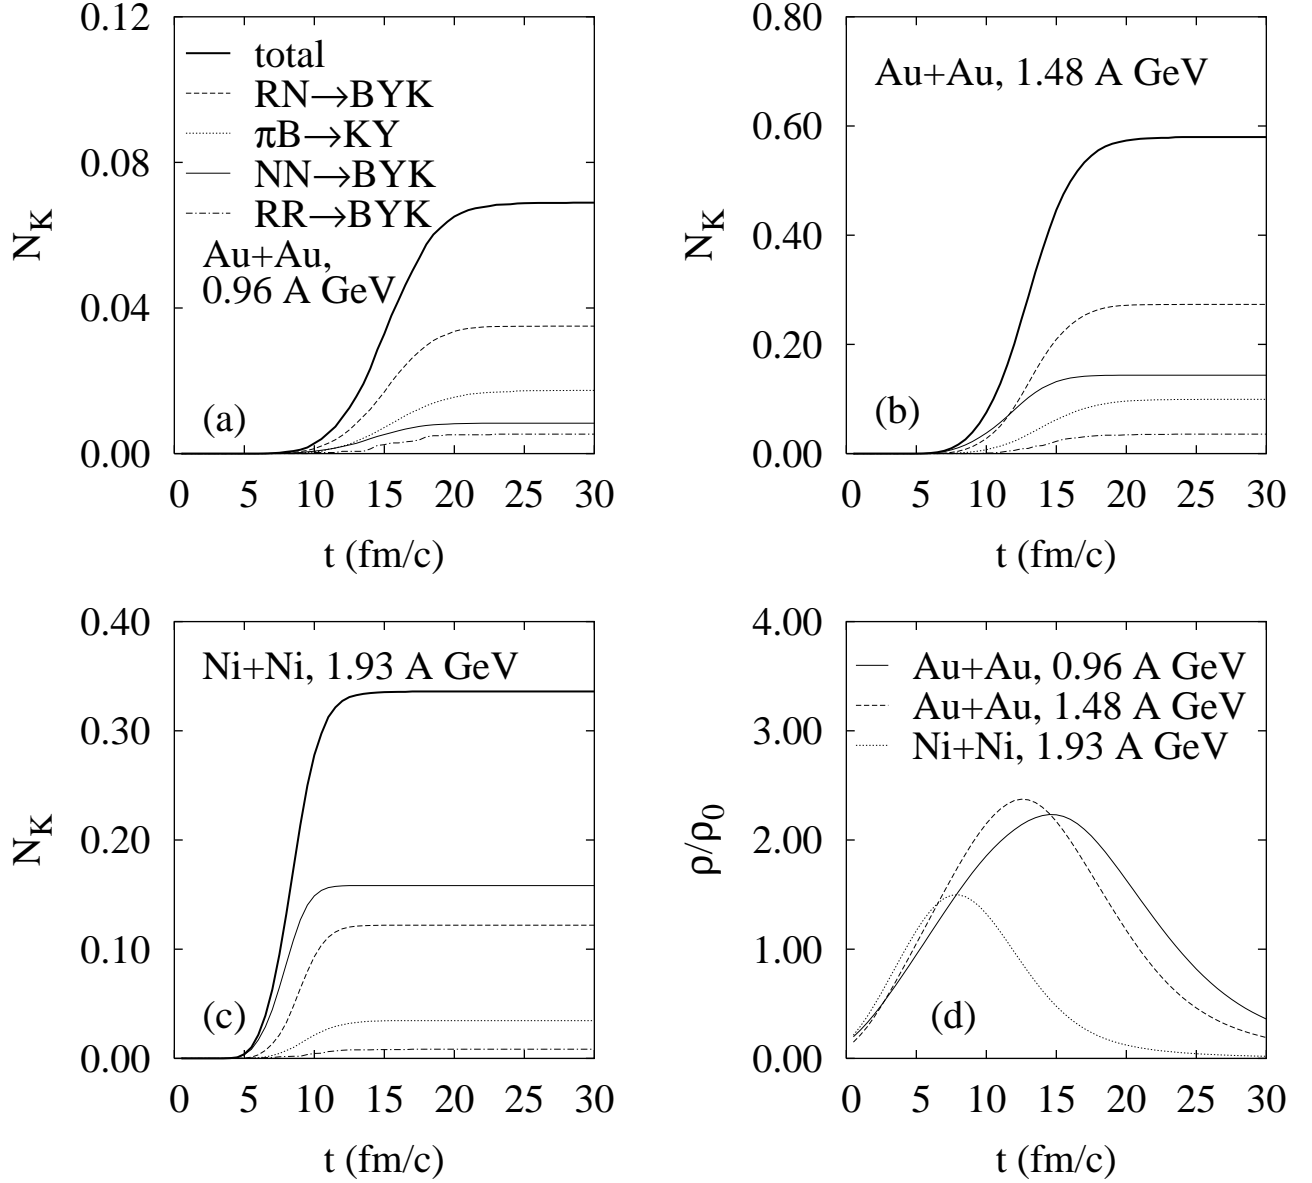 0.12
0.08
0.04
0.00
N_K
total
RN→BYK
πB→KY
NN→BYK
RR→BYK
Au+Au,
0.96 A GeV
(a)
0 5 10 15 20 25 30
t (fm/c)
0.80
0.60
0.40
0.20
0.00
N_K
Au+Au, 1.48 A GeV
(b)
0 5 10 15 20 25 30
t (fm/c)
0.40
0.30
0.20
0.10
0.00
N_K
Ni+Ni, 1.93 A GeV
(c)
0 5 10 15 20 25 30
t (fm/c)
4.00
3.00
2.00
1.00
0.00
ρ/ρ_0
Au+Au, 0.96 A GeV
Au+Au, 1.48 A GeV
Ni+Ni, 1.93 A GeV
(d)
0 5 10 15 20 25 30
t (fm/c)